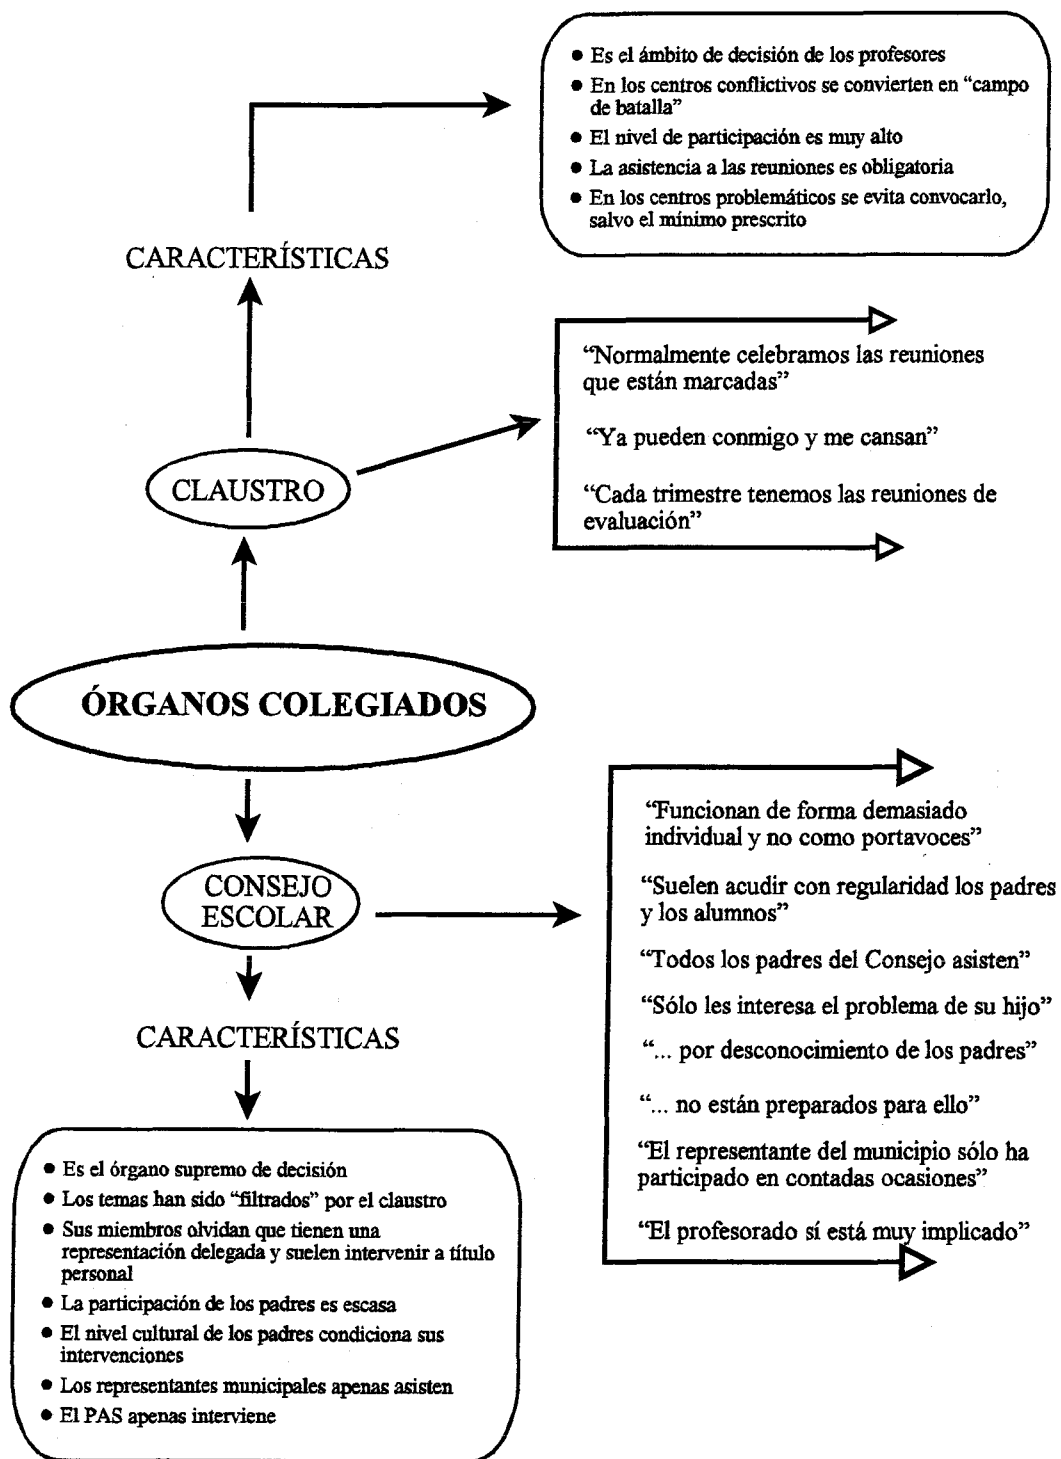 • Es el ámbito de decisión de los profesores
• En los centros conflictivos se convierten en “campo
de batalla”
• El nivel de participación es muy alto
• La asistencia a las reuniones es obligatoria
• En los centros problemáticos se evita convocarlo,
salvo el mínimo prescrito
CARACTERÍSTICAS
“Normalmente celebramos las reuniones
que están marcadas”
“Ya pueden conmigo y me cansan”
“Cada trimestre tenemos las reuniones de
evaluación”
CLAUSTRO
ÓRGANOS COLEGIADOS
CONSEJO
ESCOLAR
“Funcionan de forma demasiado
individual y no como portavoces”
“Suelen acudir con regularidad los padres
y los alumnos”
“Todos los padres del Consejo asisten”
“Sólo les interesa el problema de su hijo”
“... por desconocimiento de los padres”
“... no están preparados para ello”
“El representante del municipio sólo ha
participado en contadas ocasiones”
“El profesorado sí está muy implicado”
CARACTERÍSTICAS
• Es el órgano supremo de decisión
• Los temas han sido “filtrados” por el claustro
• Sus miembros olvidan que tienen una
representación delegada y suelen intervenir a título
personal
• La participación de los padres es escasa
• El nivel cultural de los padres condiciona sus
intervenciones
• Los representantes municipales apenas asisten
• El PAS apenas interviene